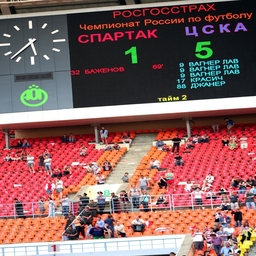 РОСГОССТРАХ
Чемпионат России по футболу
СПАРТАК ЦСКА
1 5
32 БАЖЕНОВ 69' 9 ВАГНЕР ЛАВ
9 ВАГНЕР ЛАВ
9 ВАГНЕР ЛАВ
17 КРАСИЧ
88 ДЖАНЕР
тайм 2